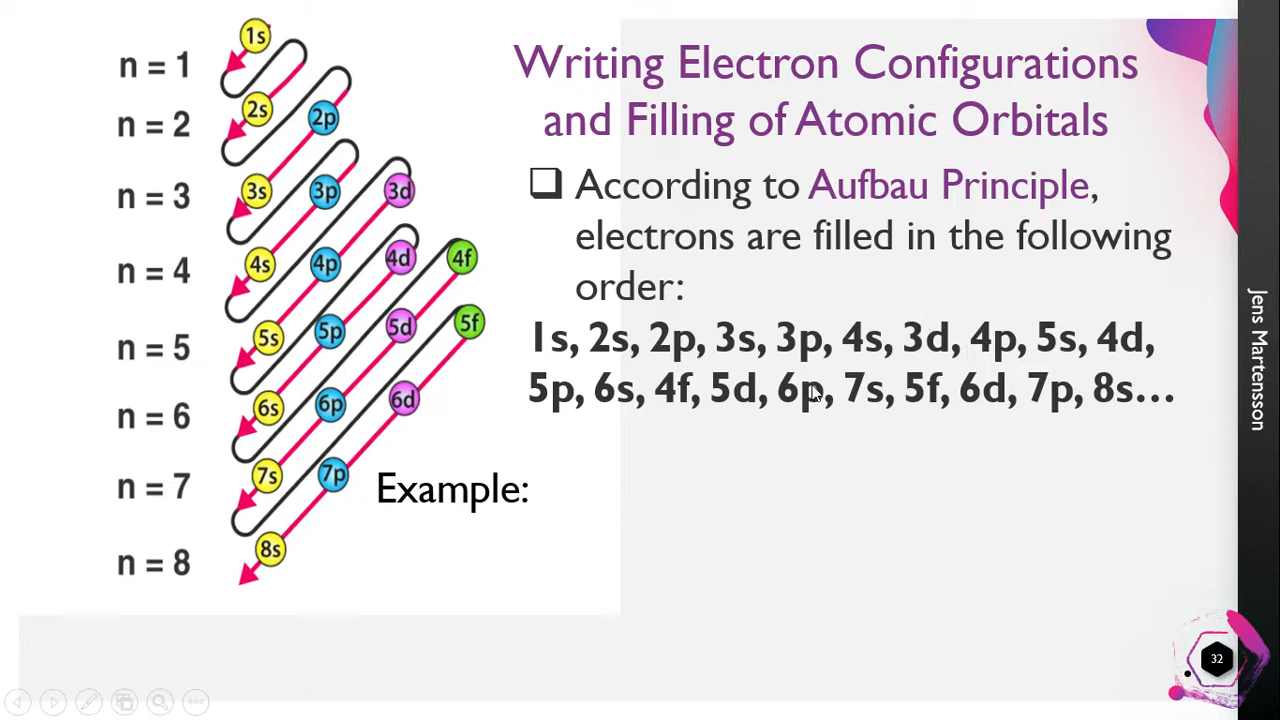 Writing Electron Configurations
and Filling of Atomic Orbitals
❑ According to Aufbau Principle,
electrons are filled in the following
order:
1s, 2s, 2p, 3s, 3p, 4s, 3d, 4p, 5s, 4d,
5p, 6s, 4f, 5d, 6p, 7s, 5f, 6d, 7p, 8s...
n = 1
1s
n = 2
2s 2p
n = 3
3s 3p 3d
n = 4
4s 4p 4d 4f
n = 5
5s 5p 5d 5f
n = 6
6s 6p 6d
n = 7
7s 7p
n = 8
8s
Example:
Jens Martensson
32